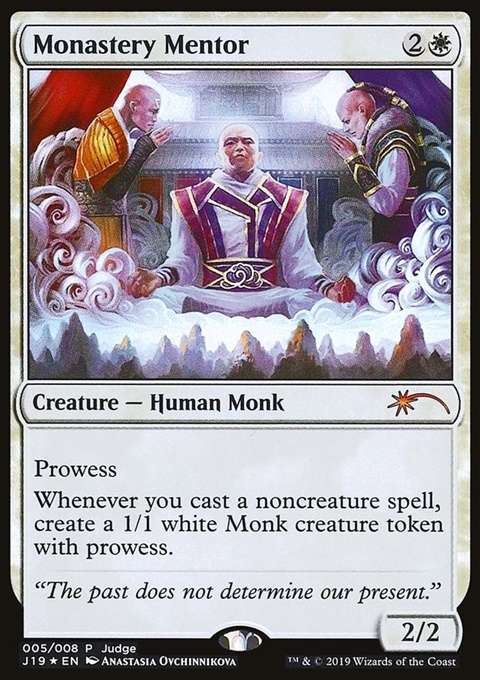 Monastery Mentor 2
Creature — Human Monk
Prowess
Whenever you cast a noncreature spell,
create a 1/1 white Monk creature token
with prowess.
“The past does not determine our present.”
2/2
005/008 P Judge
J19 ★ EN Anastasia Ovchinnikova
™ & © 2019 Wizards of the Coast